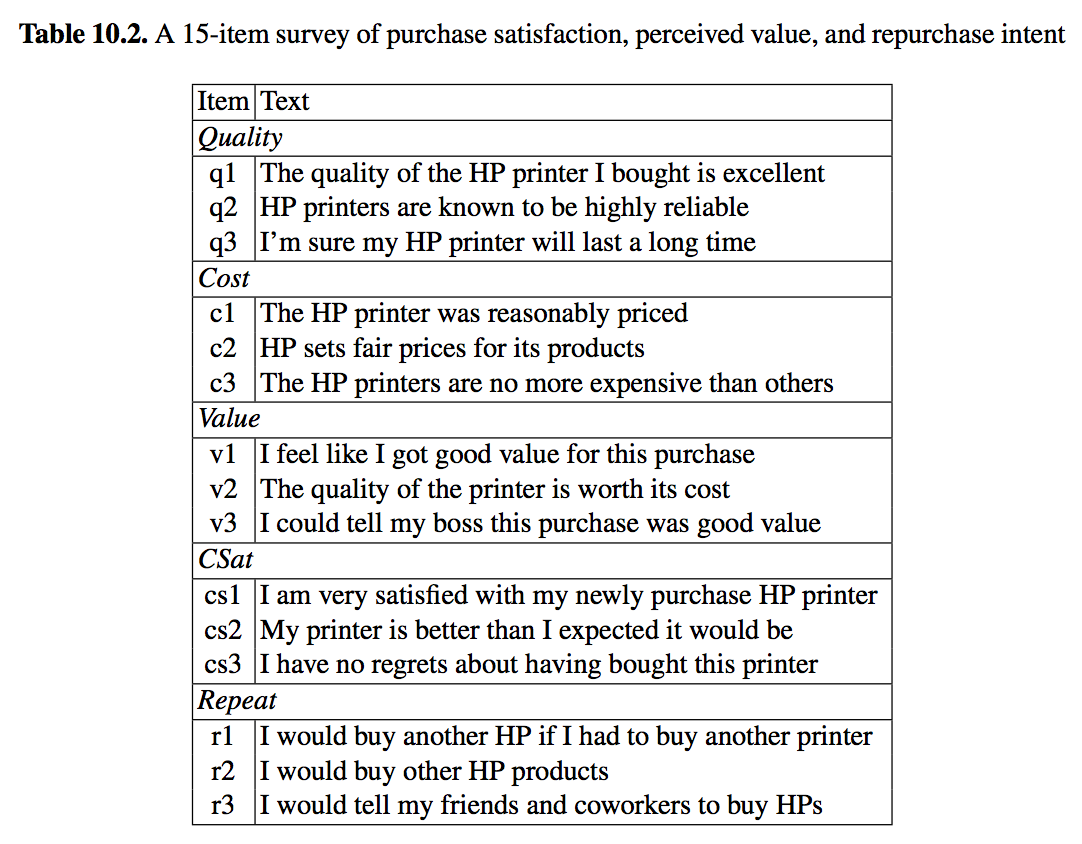 Table 10.2. A 15-item survey of purchase satisfaction, perceived value, and repurchase intent
Item Text
Quality
q1 The quality of the HP printer I bought is excellent
q2 HP printers are known to be highly reliable
q3 I’m sure my HP printer will last a long time
Cost
c1 The HP printer was reasonably priced
c2 HP sets fair prices for its products
c3 The HP printers are no more expensive than others
Value
v1 I feel like I got good value for this purchase
v2 The quality of the printer is worth its cost
v3 I could tell my boss this purchase was good value
CSat
cs1 I am very satisfied with my newly purchase HP printer
cs2 My printer is better than I expected it would be
cs3 I have no regrets about having bought this printer
Repeat
r1 I would buy another HP if I had to buy another printer
r2 I would buy other HP products
r3 I would tell my friends and coworkers to buy HPs